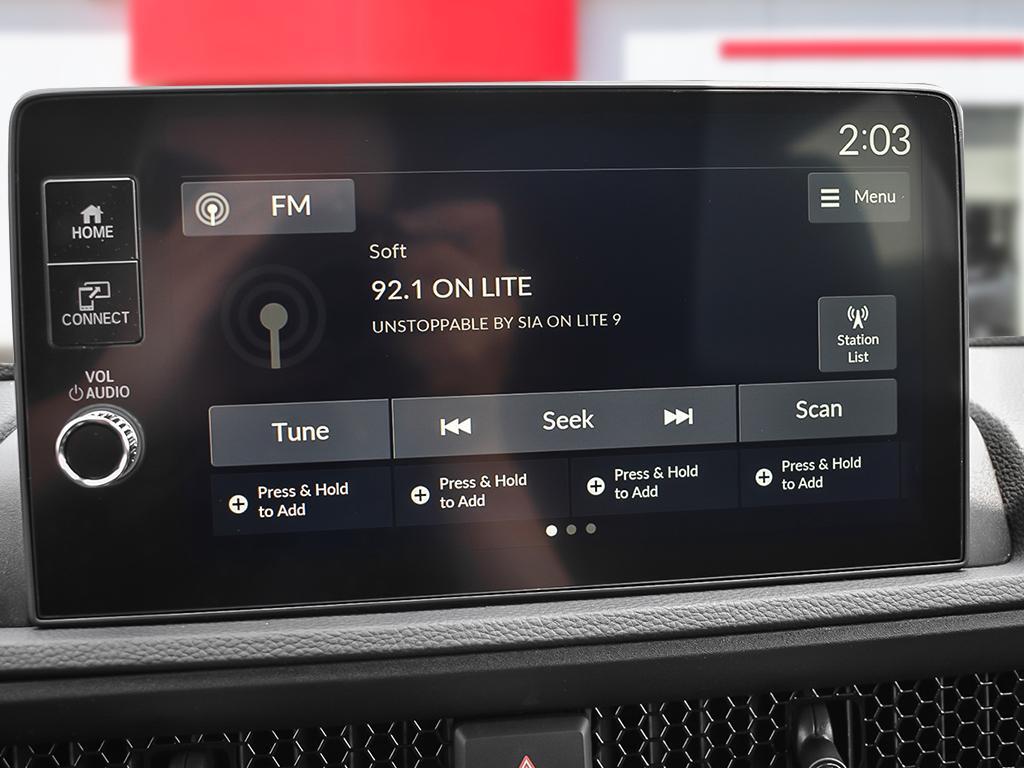 2:03
HOME
CONNECT
VOL
AUDIO
FM
Menu
Soft
92.1 ON LITE
UNSTOPPABLE BY SIA ON LITE 9
Station
List
Tune
Seek
Scan
Press & Hold
to Add
Press & Hold
to Add
Press & Hold
to Add
Press & Hold
to Add